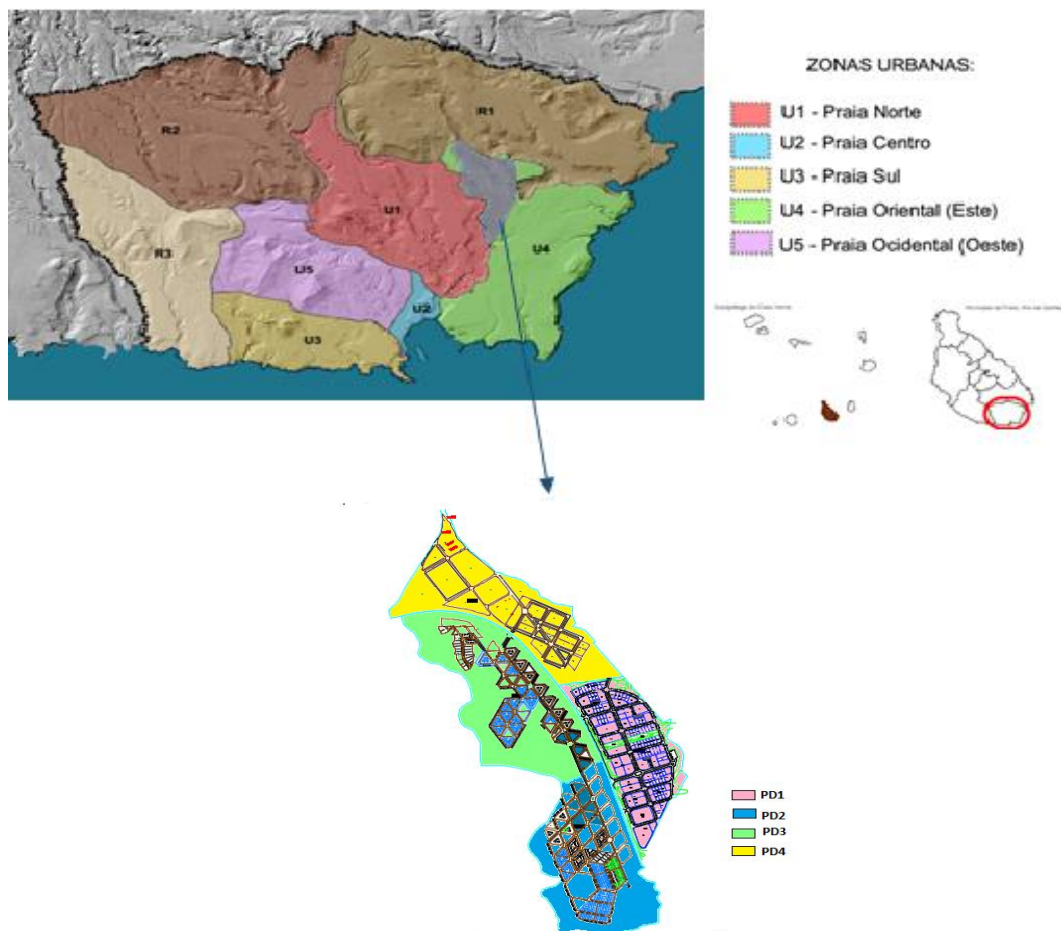 ZONAS URBANAS:
U1 - Praia Norte
U2 - Praia Centro
U3 - Praia Sul
U4 - Praia Oriental (Este)
U5 - Praia Ocidental (Oeste)
R1
R2
U1
R3
U4
U5
U2
U3
PD1
PD2
PD3
PD4